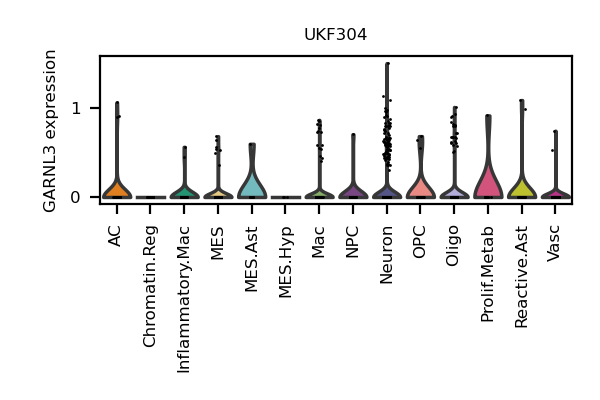 UKF304
GARNL3 expression
1
0
AC
Chromatin.Reg
Inflammatory.Mac
MES
MES.Ast
MES.Hyp
Mac
NPC
Neuron
OPC
Oligo
Prolif.Metab
Reactive.Ast
Vasc